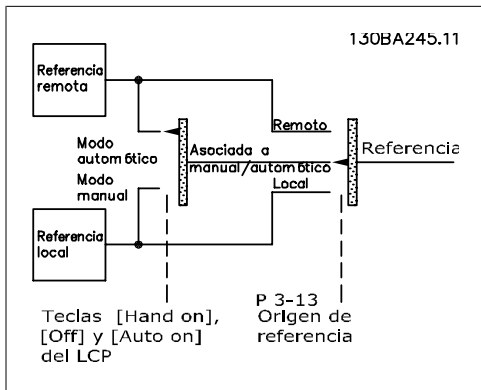 130BA245.11
Referencia
remota
Remoto
Modo
automático
Asociada a
manual/automático
Referencia
Modo
manual
Local
Referencia
local
P 3-13
Teclas [Hand on],
[Off] y [Auto on]
del LCP
Origen de
referencia